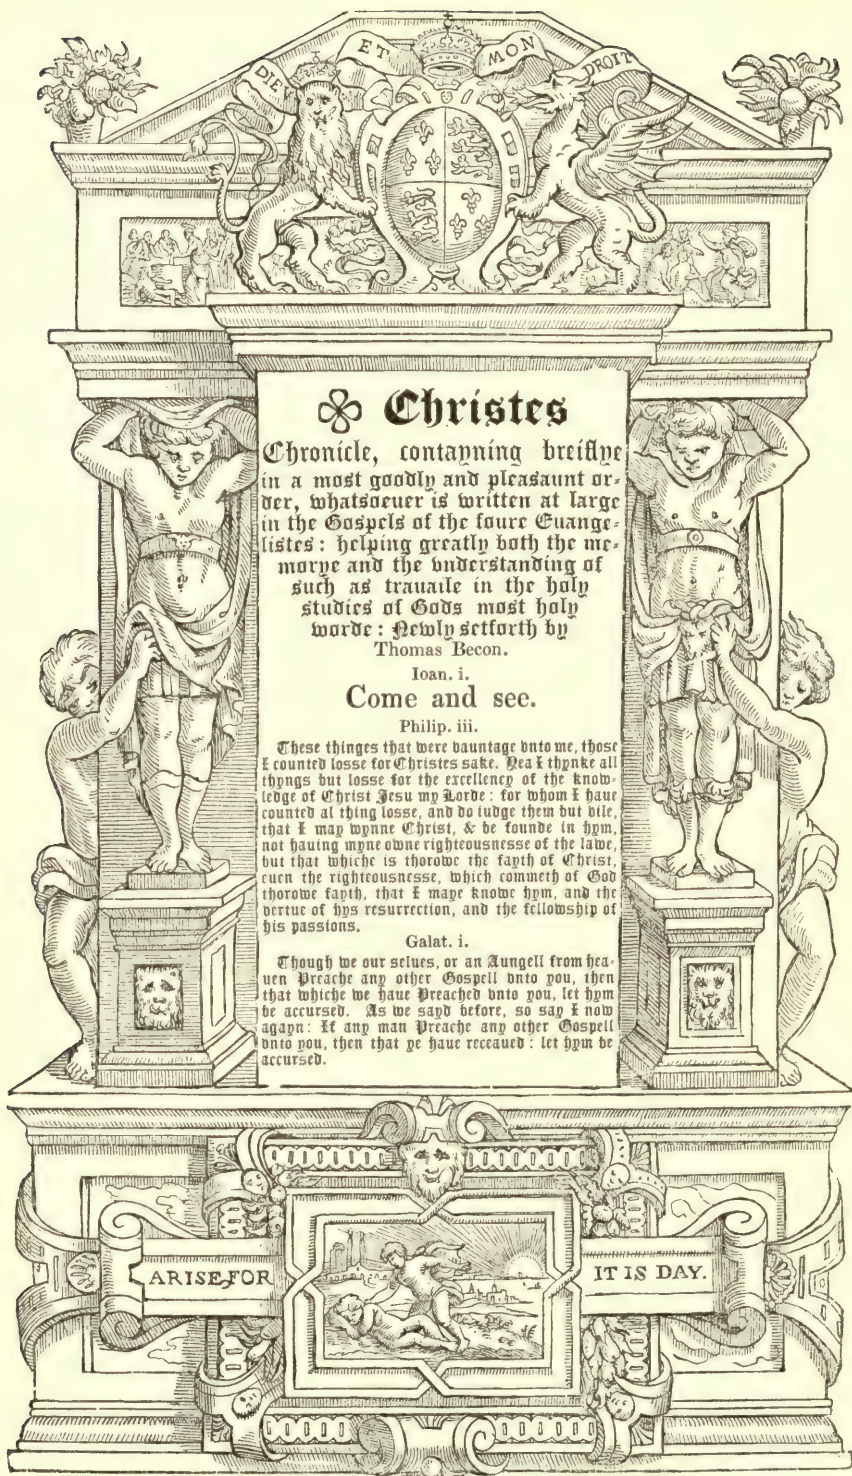 DIEV ET MON DROIT
Christes
Chronicle, contayning breiflye
in a most goodly and pleasaunt or-
der, whatsoeuer is written at large
in the Gospels of the foure Euange-
listes: helping greatly both the me-
morye and the vnderstanding of
such as trauaile in the holy
studies of Gods most holy
worde: Newly setforth by
Thomas Becon.
Ioan. i.
Come and see.
Philip. iii.
These thinges that were vauntage vnto me, those
I counted losse for Christes sake. Yea I thynke all
thyngs but losse for the excellency of the know-
ledge of Christ Jesu my Lorde: for whom I haue
counted al thing losse, and do iudge them but vile,
that I may wynne Christ, & be founde in hym,
not hauing myne owne righteousnesse of the lawe,
but that whiche is thorowe the fayth of Christ,
euen the righteousnesse, which commeth of God
thorowe fayth, that I maye knowe hym, and the
vertue of hys resurrection, and the fellowship of
his passions.
Galat. i.
Though we our selues, or an Aungell from hea-
uen Preache any other Gospell vnto you, then
that whiche we haue Preached vnto you, let hym
be accursed. As we sayd before, so say I now
agayn: If any man Preache any other Gospell
vnto you, then that ye haue receaued: let hym be
accursed.
ARISE, FOR IT IS DAY.